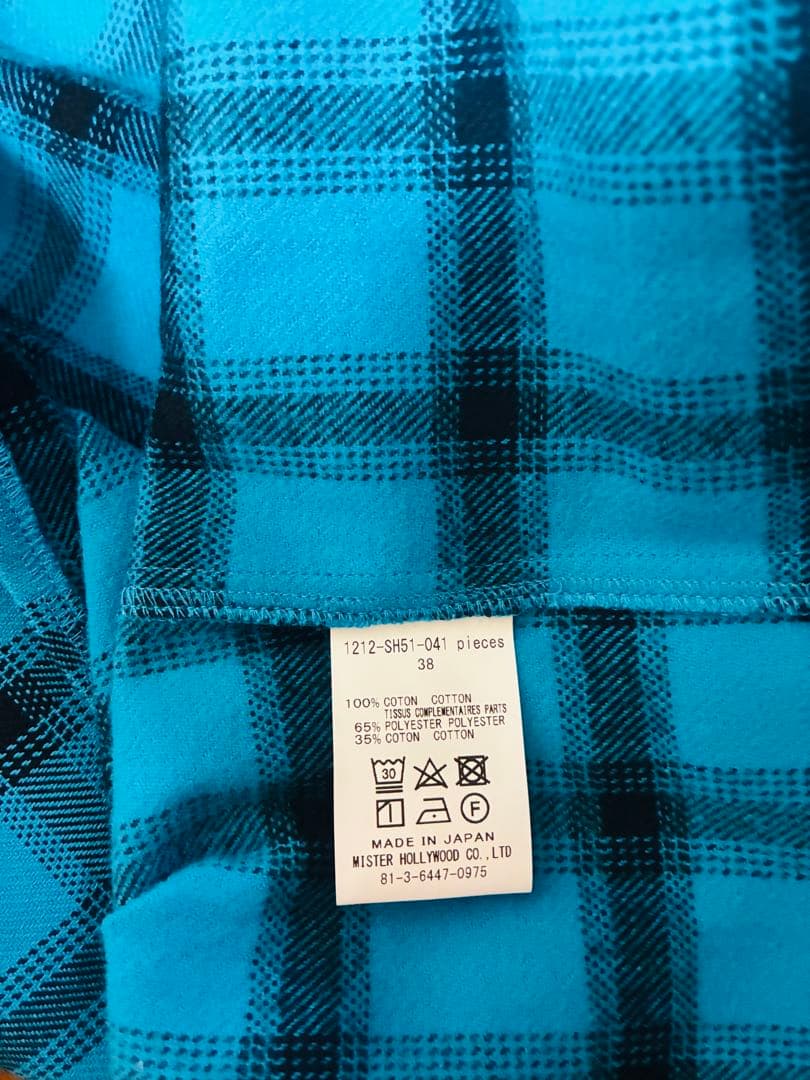 1212-SH51-041 pieces
38
100% COTON COTTON
TISSUS COMPLEMENTAIRES PARTS
65% POLYESTER POLYESTER
35% COTON COTTON
30
F
MADE IN JAPAN
MISTER HOLLYWOOD CO.,LTD
81-3-6447-0975